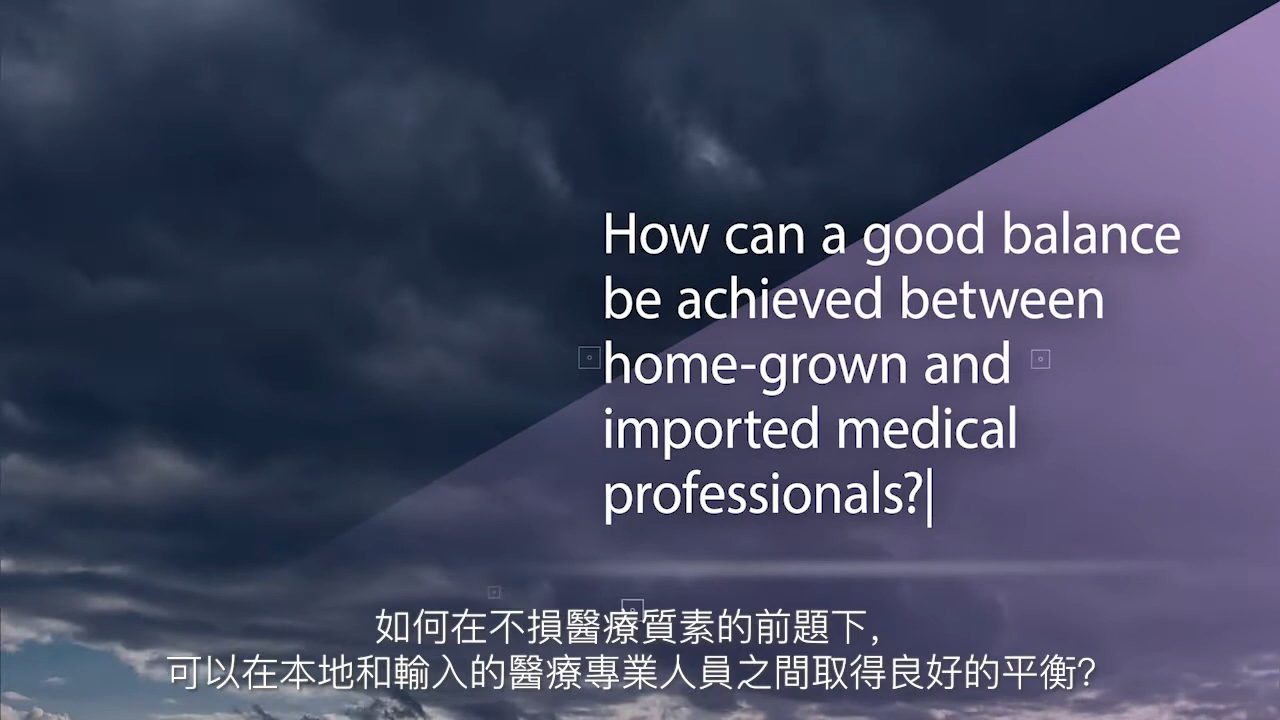 How can a good balance
be achieved between
home-grown and
imported medical
professionals?
如何在不損醫療質素的前題下,
可以在本地和輸入的醫療專業人員之間取得良好的平衡?